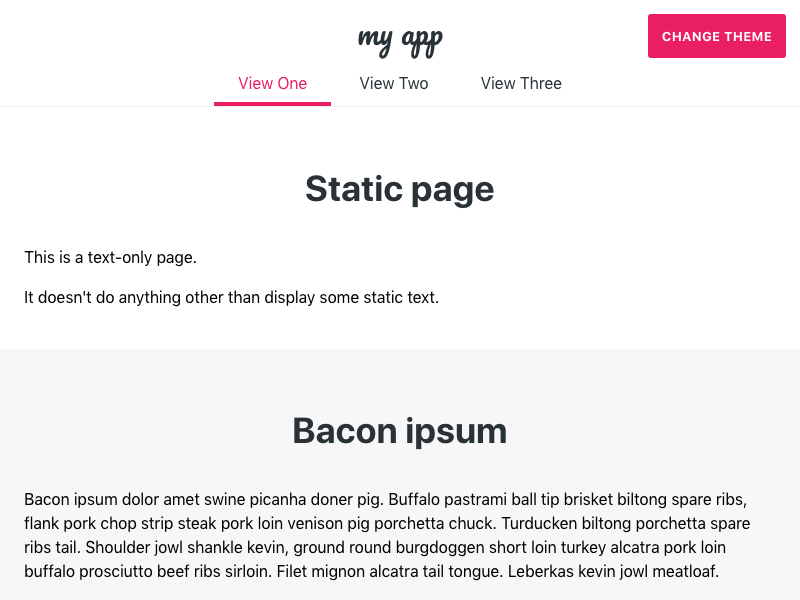 my app
CHANGE THEME
View One
View Two
View Three
Static page
This is a text-only page.
It doesn't do anything other than display some static text.
Bacon ipsum
Bacon ipsum dolor amet swine picanha doner pig. Buffalo pastrami ball tip brisket biltong spare ribs,
flank pork chop strip steak pork loin venison pig porchetta chuck. Turducken biltong porchetta spare
ribs tail. Shoulder jowl shankle kevin, ground round burgdoggen short loin turkey alcatra pork loin
buffalo prosciutto beef ribs sirloin. Filet mignon alcatra tail tongue. Leberkas kevin jowl meatloaf.